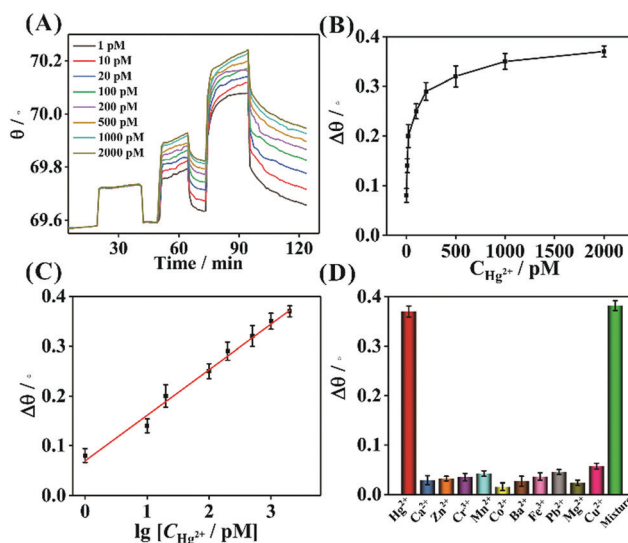 (A)
1 pM
10 pM
20 pM
100 pM
200 pM
500 pM
1000 pM
2000 pM
70.2
70.0
69.8
69.6
θ / °
30 60 90 120
Time / min
(B)
0.4
0.3
0.2
0.1
0.0
Δθ / °
0 500 1000 1500 2000
C Hg²⁺ / pM
(C)
0.4
0.3
0.2
0.1
0.0
Δθ / °
0 1 2 3
lg [C Hg²⁺ / pM]
(D)
0.4
0.3
0.2
0.1
0.0
Δθ / °
Hg²⁺ Ca²⁺ Zn²⁺ Cr³⁺ Mn²⁺ Co²⁺ Ba²⁺ Fe³⁺ Pb²⁺ Mg²⁺ Cu²⁺ Mixture